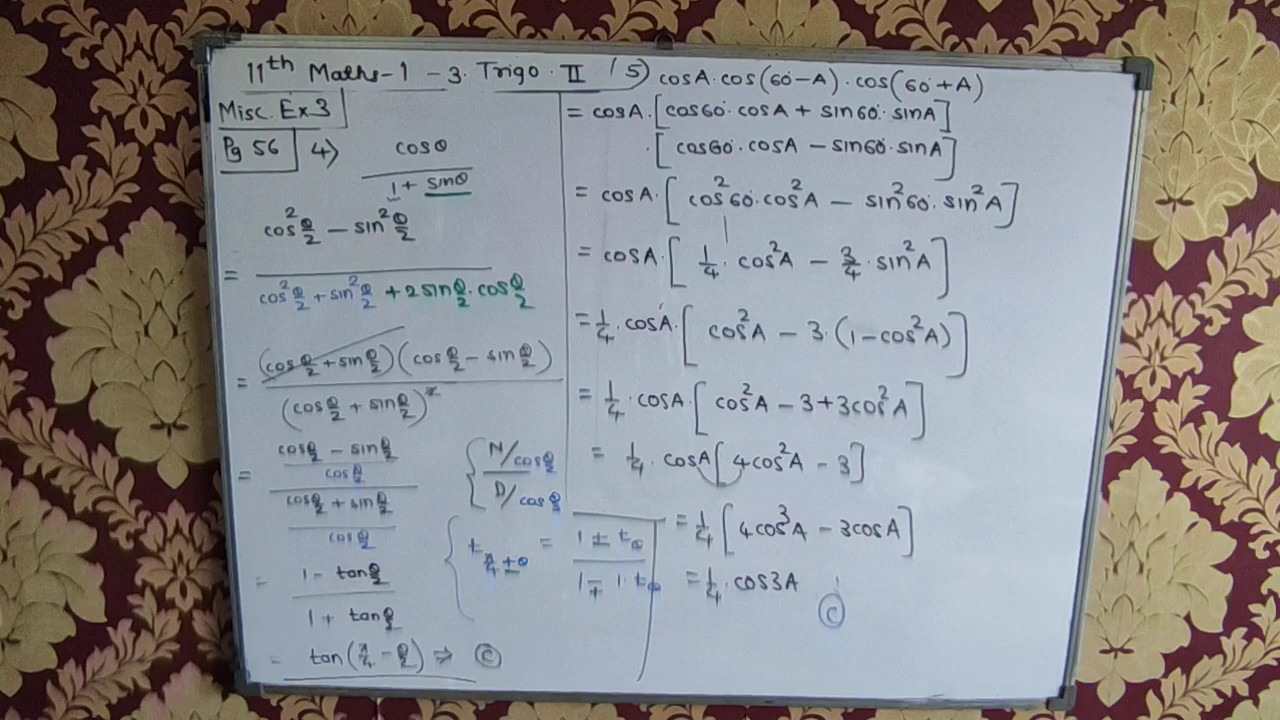 11th Maths-1 - 3. Trigo. II
Misc. Ex 3
Pg 56
4) cosθ
1 + sinθ
cos²θ/2 - sin²θ/2
=
cos²θ/2 + sin²θ/2 + 2sinθ/2.cosθ/2
= (cosθ/2 + sinθ/2)(cosθ/2 - sinθ/2)
(cosθ/2 + sinθ/2)²
= cosθ/2 - sinθ/2
cosθ/2
cosθ/2 + sinθ/2
cosθ/2
{ N/cosθ/2
D/cosθ/2
= 1 - tanθ/2
1 + tanθ/2
{ t π/4 ± θ = 1 ± tθ
1 ∓ 1.tθ
= tan(π/4 - θ/2) ⇒ ⓒ
5) cosA.cos(60-A).cos(60+A)
= cosA.[cos60.cosA + sin60.sinA]
.[cos60.cosA - sin60.sinA]
= cosA.[cos²60.cos²A - sin²60.sin²A]
= cosA.[1/4.cos²A - 3/4.sin²A]
= 1/4.cosA.[cos²A - 3.(1-cos²A)]
= 1/4.cosA.[cos²A - 3+3cos²A]
= 1/4.cosA[4cos²A - 3]
= 1/4[4cos³A - 3cosA]
= 1/4.cos3A
ⓒ